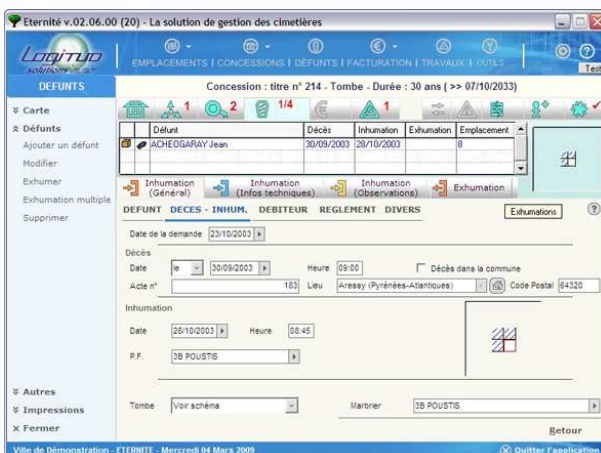 Eternité v.02.06.00 (20) - La solution de gestion des cimetières
Logitud
solutions
EMPLACEMENTS | CONCESSIONS | DÉFUNTS | FACTURATION | TRAVAUX | OUTILS
Test
DEFUNTS
Concession : titre n° 214 - Tombe - Durée : 30 ans ( >> 07/10/2033)
Carte
Défunts
Ajouter un défunt
Modifier
Exhumer
Exhumation multiple
Supprimer
1 2 1/4 1
Défunt Décès Inhumation Exhumation Emplacement
ACHEOGARAY Jean 30/09/2003 28/10/2003 8
Inhumation (Général) Inhumation (Infos techniques) Inhumation (Observations) Exhumation
DEFUNT DECES - INHUM. DEBITEUR REGLEMENT DIVERS Exhumations
Date de la demande 23/10/2003
Décès
Date le 30/09/2003 Heure 09:00 Décès dans la commune
Acte n° 183 Lieu Aressy (Pyrénées-Atlantiques) Code Postal 64320
Inhumation
Date 28/10/2003 Heure 08:45
P.F. 3B POUSTIS
Tombe Voir schéma Marbrier 3B POUSTIS
Autres
Impressions
Fermer
Retour
Ville de Démonstration - ETERNITE - Mercredi 04 Mars 2009 Quitter l'application